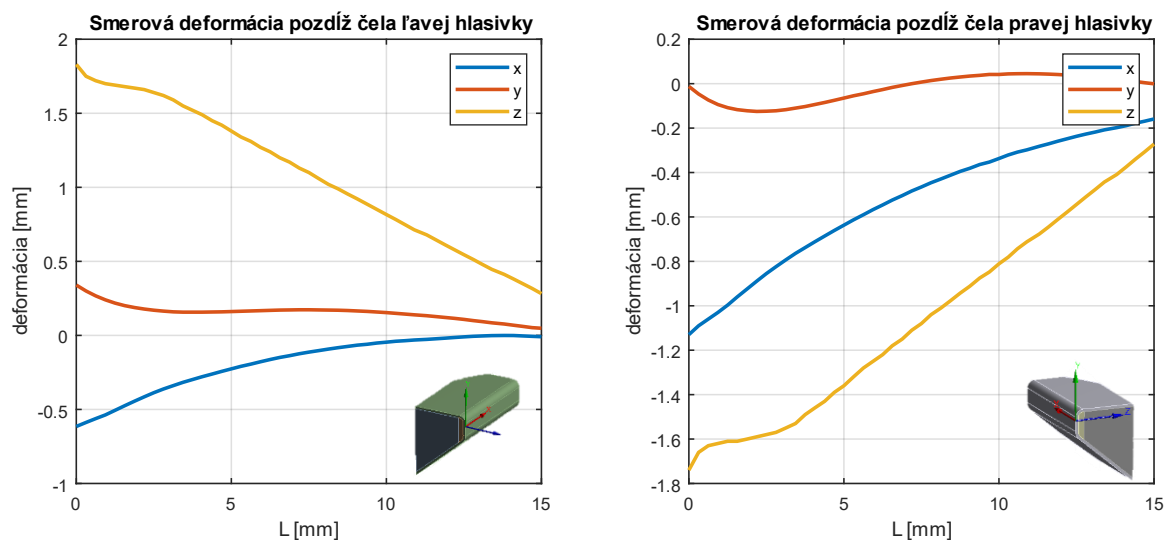 Smerová deformácia pozdĺž čela ľavej hlasivky
2
1.5
1
0.5
0
-0.5
-1
deformácia [mm]
x
y
z
0
5
10
15
L [mm]
Smerová deformácia pozdĺž čela pravej hlasivky
0.2
0
-0.2
-0.4
-0.6
-0.8
-1
-1.2
-1.4
-1.6
-1.8
deformácia [mm]
x
y
z
Y
Z
0
5
10
15
L [mm]